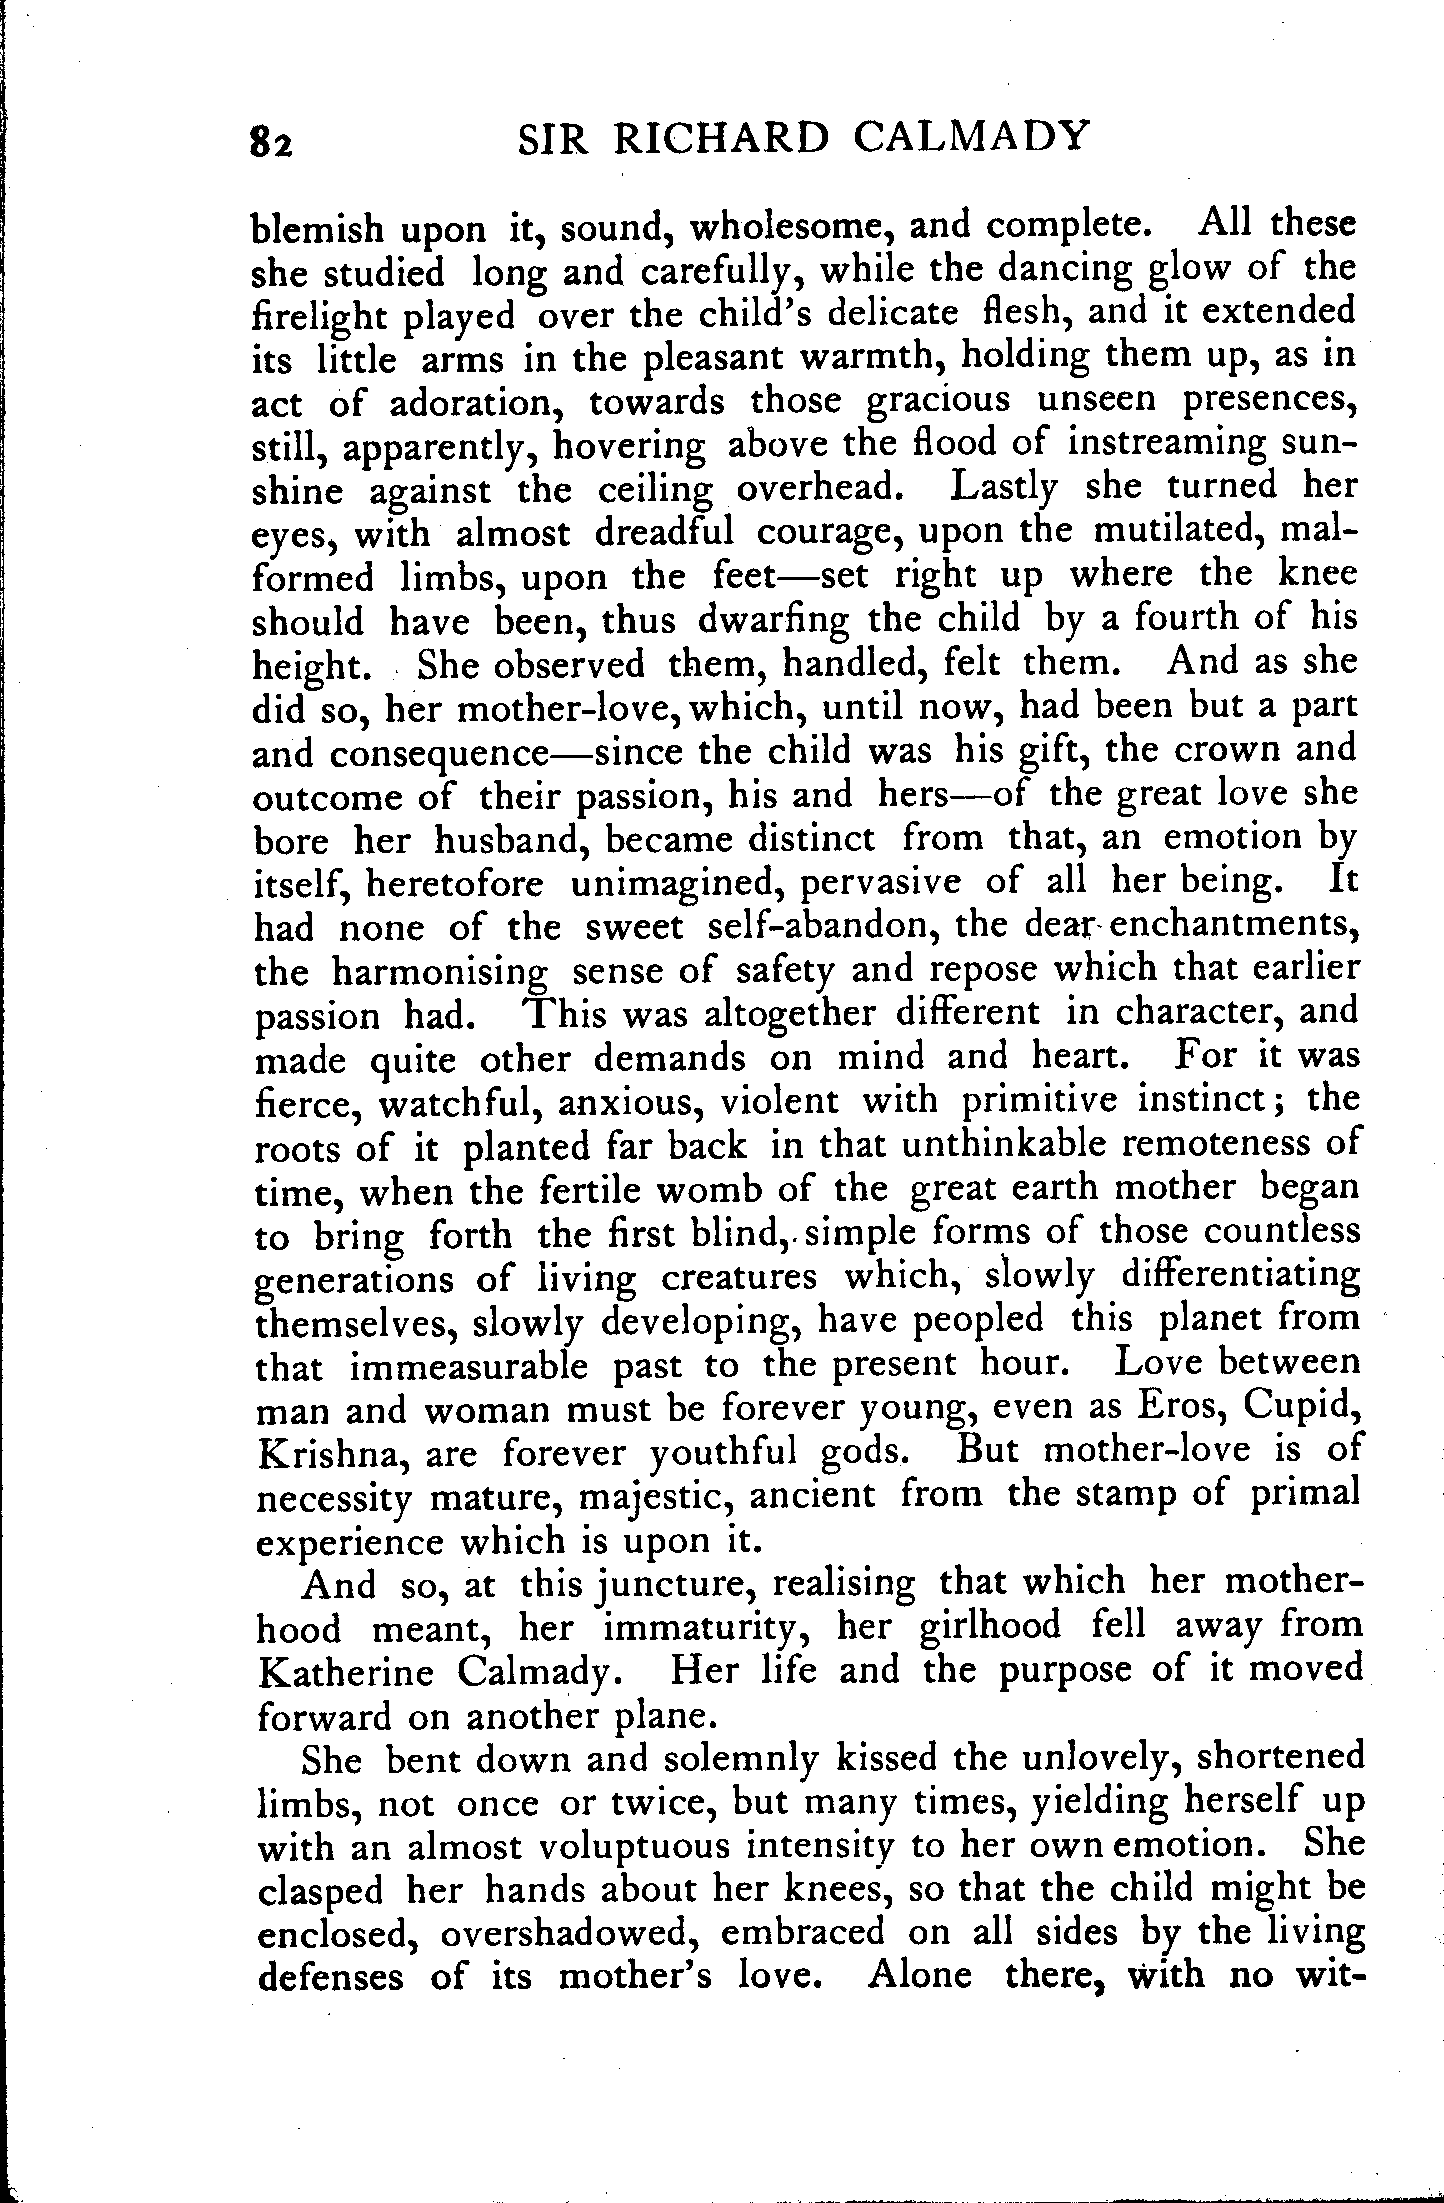 82 SIR RICHARD CALMADY
blemish upon it, sound, wholesome, and complete. All these
she studied long and carefully, while the dancing glow of the
firelight played over the child's delicate flesh, and it extended
its little arms in the pleasant warmth, holding them up, as in
act of adoration, towards those gracious unseen presences,
still, apparently, hovering above the flood of instreaming sun-
shine against the ceiling overhead. Lastly she turned her
eyes, with almost dreadful courage, upon the mutilated, mal-
formed limbs, upon the feet—set right up where the knee
should have been, thus dwarfing the child by a fourth of his
height. She observed them, handled, felt them. And as she
did so, her mother-love, which, until now, had been but a part
and consequence—since the child was his gift, the crown and
outcome of their passion, his and hers—of the great love she
bore her husband, became distinct from that, an emotion by
itself, heretofore unimagined, pervasive of all her being. It
had none of the sweet self-abandon, the dear enchantments,
the harmonising sense of safety and repose which that earlier
passion had. This was altogether different in character, and
made quite other demands on mind and heart. For it was
fierce, watchful, anxious, violent with primitive instinct; the
roots of it planted far back in that unthinkable remoteness of
time, when the fertile womb of the great earth mother began
to bring forth the first blind, simple forms of those countless
generations of living creatures which, slowly differentiating
themselves, slowly developing, have peopled this planet from
that immeasurable past to the present hour. Love between
man and woman must be forever young, even as Eros, Cupid,
Krishna, are forever youthful gods. But mother-love is of
necessity mature, majestic, ancient from the stamp of primal
experience which is upon it.
And so, at this juncture, realising that which her mother-
hood meant, her immaturity, her girlhood fell away from
Katherine Calmady. Her life and the purpose of it moved
forward on another plane.
She bent down and solemnly kissed the unlovely, shortened
limbs, not once or twice, but many times, yielding herself up
with an almost voluptuous intensity to her own emotion. She
clasped her hands about her knees, so that the child might be
enclosed, overshadowed, embraced on all sides by the living
defenses of its mother's love. Alone there, with no wit-